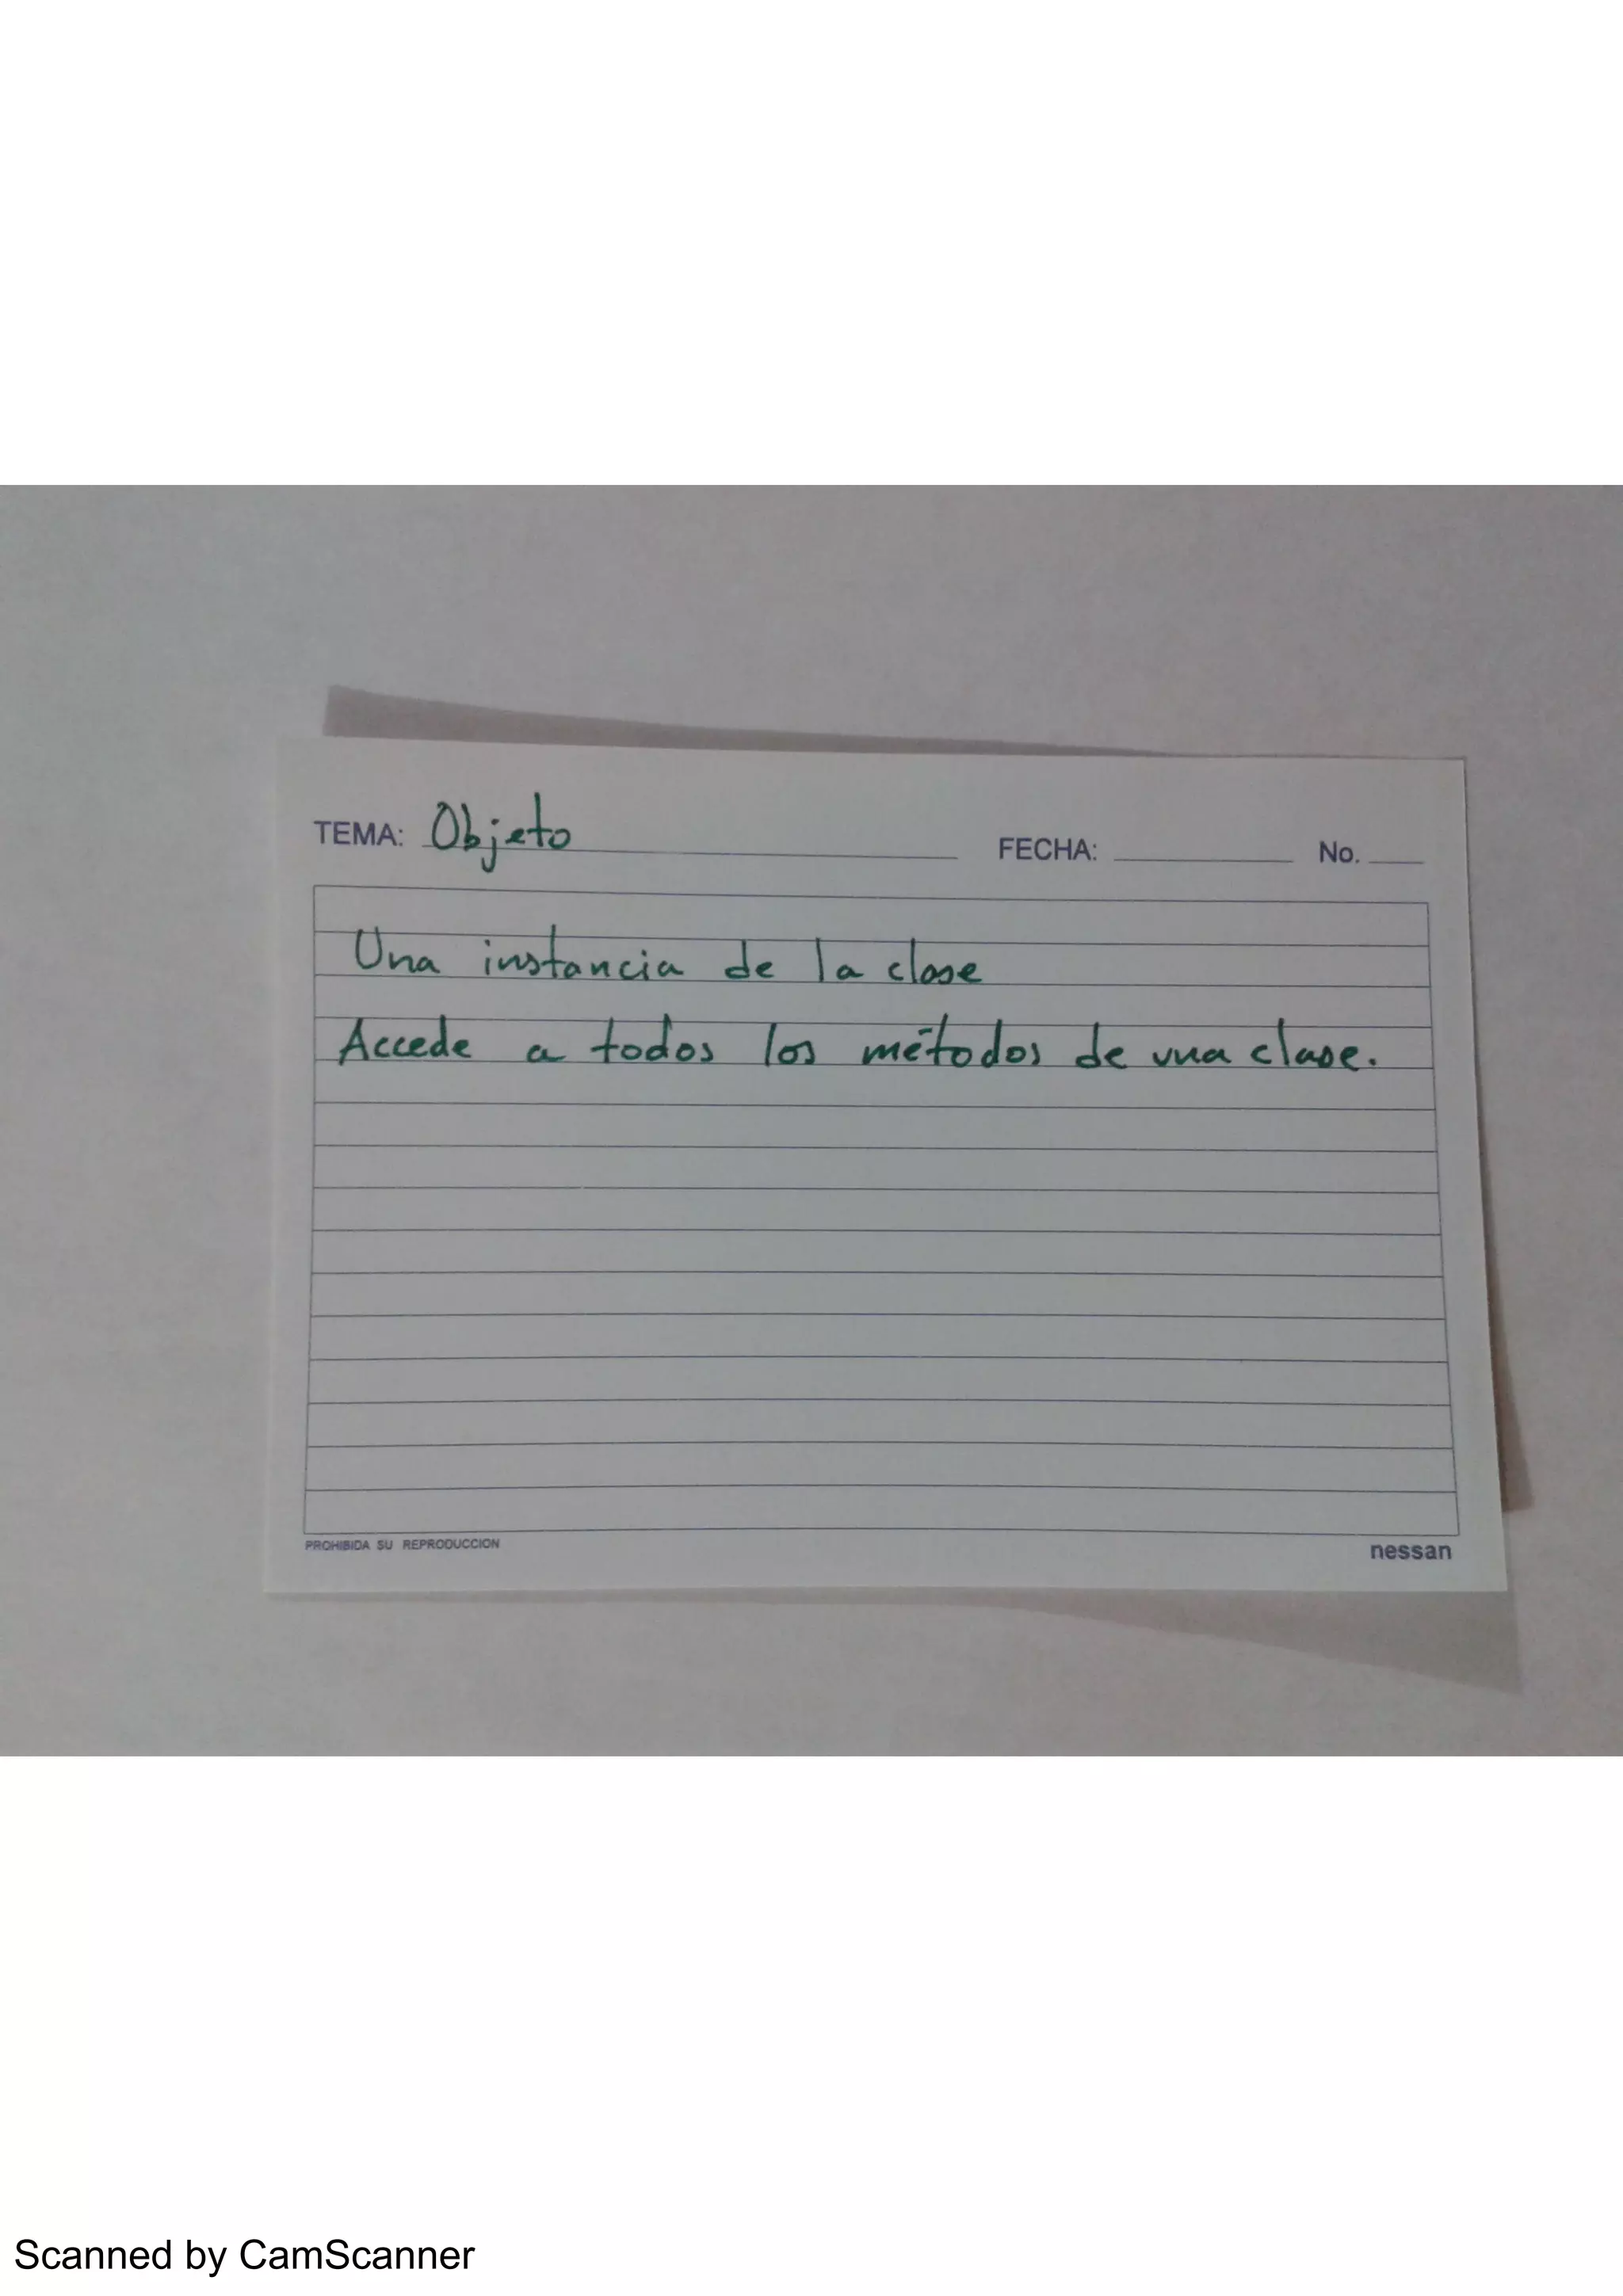 TEMA: Objeto FECHA: No.
Una instancia de la clase
Accede a todos los métodos de una clase.
PROHIBIDA SU REPRODUCCION nessan
Scanned by CamScanner